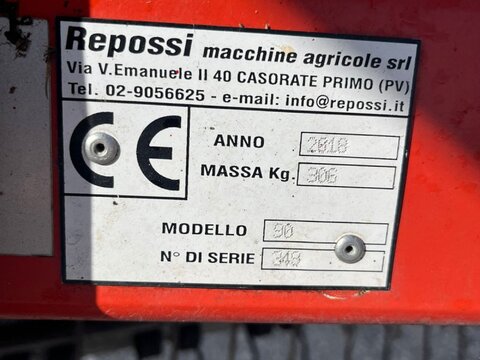 Repossi macchine agricole srl
Via V.Emanuele II 40 CASORATE PRIMO (PV)
Tel. 02-9056625 - e-mail: info@repossi.it
CE
ANNO 2018
MASSA Kg. 306
MODELLO 90
N° DI SERIE 349